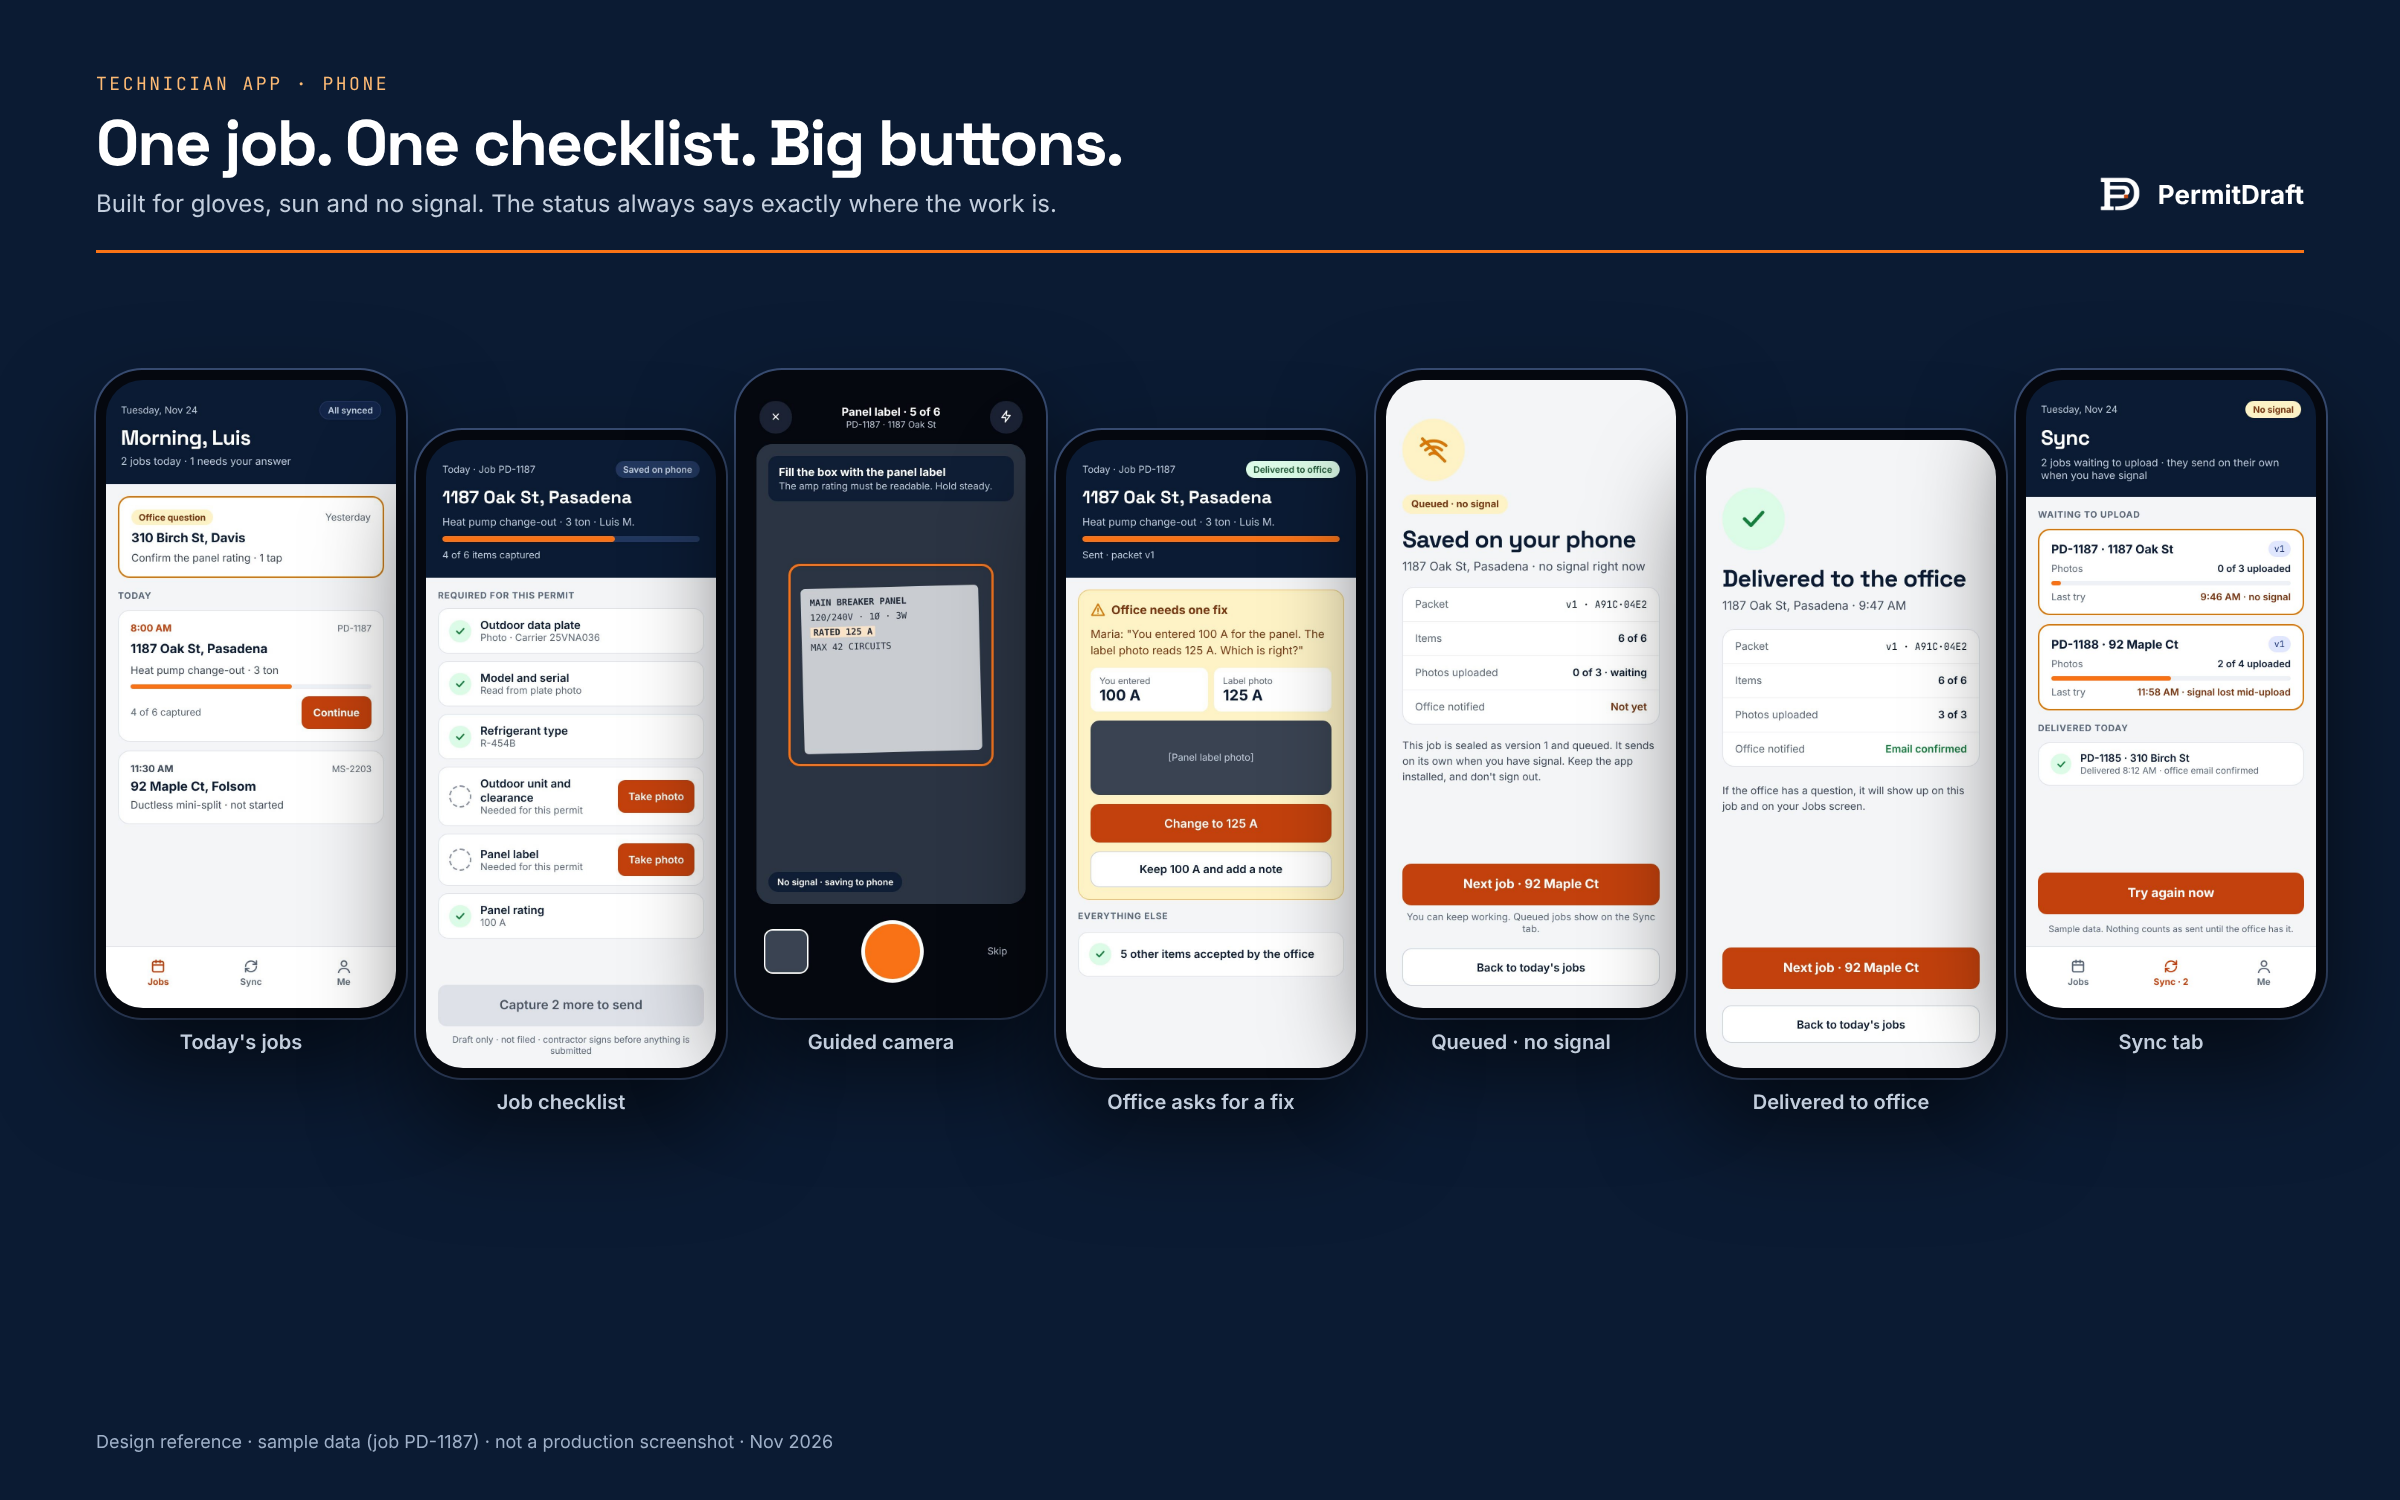 TECHNICIAN APP · PHONE
One job. One checklist. Big buttons.
Built for gloves, sun and no signal. The status always says exactly where the work is.
PermitDraft
Tuesday, Nov 24
All synced
Morning, Luis
2 jobs today · 1 needs your answer
Office question
Yesterday
310 Birch St, Davis
Confirm the panel rating · 1 tap
TODAY
8:00 AM
PD-1187
1187 Oak St, Pasadena
Heat pump change-out · 3 ton
4 of 6 captured
Continue
11:30 AM
MS-2203
92 Maple Ct, Folsom
Ductless mini-split · not started
Jobs
Sync
Me
Today's jobs
Today · Job PD-1187
Saved on phone
1187 Oak St, Pasadena
Heat pump change-out · 3 ton · Luis M.
4 of 6 items captured
REQUIRED FOR THIS PERMIT
Outdoor data plate
Photo · Carrier 25VNA036
Model and serial
Read from plate photo
Refrigerant type
R-454B
Outdoor unit and
clearance
Needed for this permit
Take photo
Panel label
Needed for this permit
Take photo
Panel rating
100 A
Capture 2 more to send
Draft only · not filed · contractor signs before anything is
submitted
Job checklist
Panel label · 5 of 6
PD-1187 · 1187 Oak St
Fill the box with the panel label
The amp rating must be readable. Hold steady.
MAIN BREAKER PANEL
120/240V · 1Ø · 3W
RATED 125 A
MAX 42 CIRCUITS
No signal · saving to phone
Skip
Guided camera
Today · Job PD-1187
Delivered to office
1187 Oak St, Pasadena
Heat pump change-out · 3 ton · Luis M.
Sent · packet v1
Office needs one fix
Maria: "You entered 100 A for the panel. The
label photo reads 125 A. Which is right?"
You entered
100 A
Label photo
125 A
[Panel label photo]
Change to 125 A
Keep 100 A and add a note
EVERYTHING ELSE
5 other items accepted by the office
Office asks for a fix
Queued · no signal
Saved on your phone
1187 Oak St, Pasadena · no signal right now
Packet
v1 · A91C-04E2
Items
6 of 6
Photos uploaded
0 of 3 · waiting
Office notified
Not yet
This job is sealed as version 1 and queued. It sends
on its own when you have signal. Keep the app
installed, and don't sign out.
Next job · 92 Maple Ct
You can keep working. Queued jobs show on the Sync
tab.
Back to today's jobs
Queued · no signal
Delivered to the office
1187 Oak St, Pasadena · 9:47 AM
Packet
v1 · A91C-04E2
Items
6 of 6
Photos uploaded
3 of 3
Office notified
Email confirmed
If the office has a question, it will show up on this
job and on your Jobs screen.
Next job · 92 Maple Ct
Back to today's jobs
Delivered to office
Tuesday, Nov 24
No signal
Sync
2 jobs waiting to upload · they send on their own
when you have signal
WAITING TO UPLOAD
PD-1187 · 1187 Oak St
v1
Photos
0 of 3 uploaded
Last try
9:46 AM · no signal
PD-1188 · 92 Maple Ct
v1
Photos
2 of 4 uploaded
Last try
11:58 AM · signal lost mid-upload
DELIVERED TODAY
PD-1185 · 310 Birch St
Delivered 8:12 AM · office email confirmed
Try again now
Sample data. Nothing counts as sent until the office has it.
Jobs
Sync · 2
Me
Sync tab
Design reference · sample data (job PD-1187) · not a production screenshot · Nov 2026